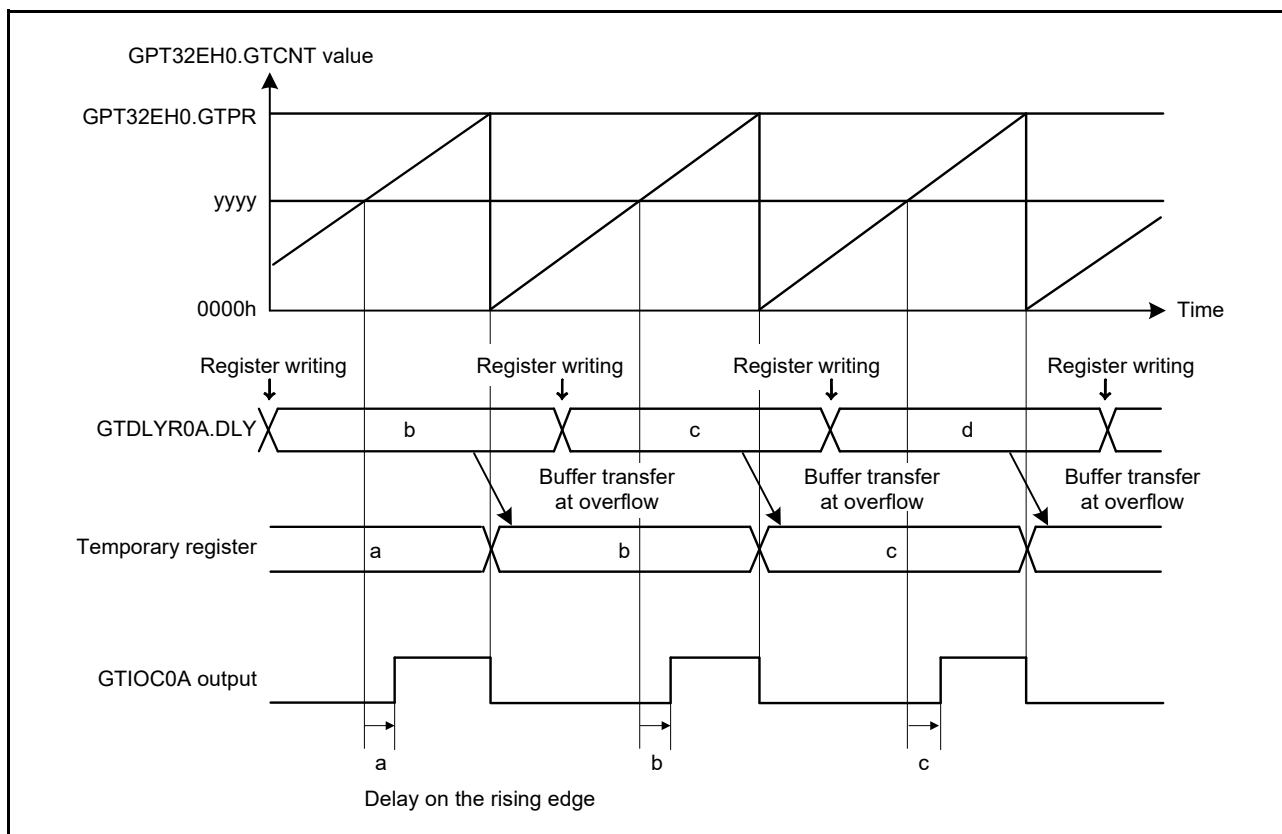 GPT32EH0.GTCNT value
GPT32EH0.GTPR
yyyy
0000h
Time
Register writing Register writing Register writing Register writing
GTDLYR0A.DLY b c d
Buffer transfer at overflow Buffer transfer at overflow Buffer transfer at overflow
Temporary register a b c
GTIOC0A output
a b c
Delay on the rising edge